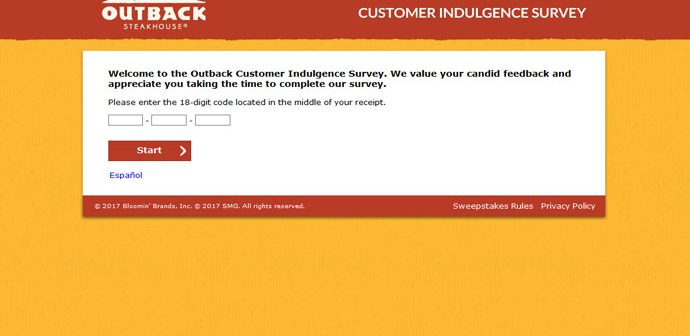 OUTBACK
STEAKHOUSE®
CUSTOMER INDULGENCE SURVEY
Welcome to the Outback Customer Indulgence Survey. We value your candid feedback and
appreciate you taking the time to complete our survey.
Please enter the 18-digit code located in the middle of your receipt.
- -
Start
Español
© 2017 Bloomin' Brands, Inc. © 2017 SMG. All rights reserved.
Sweepstakes Rules Privacy Policy